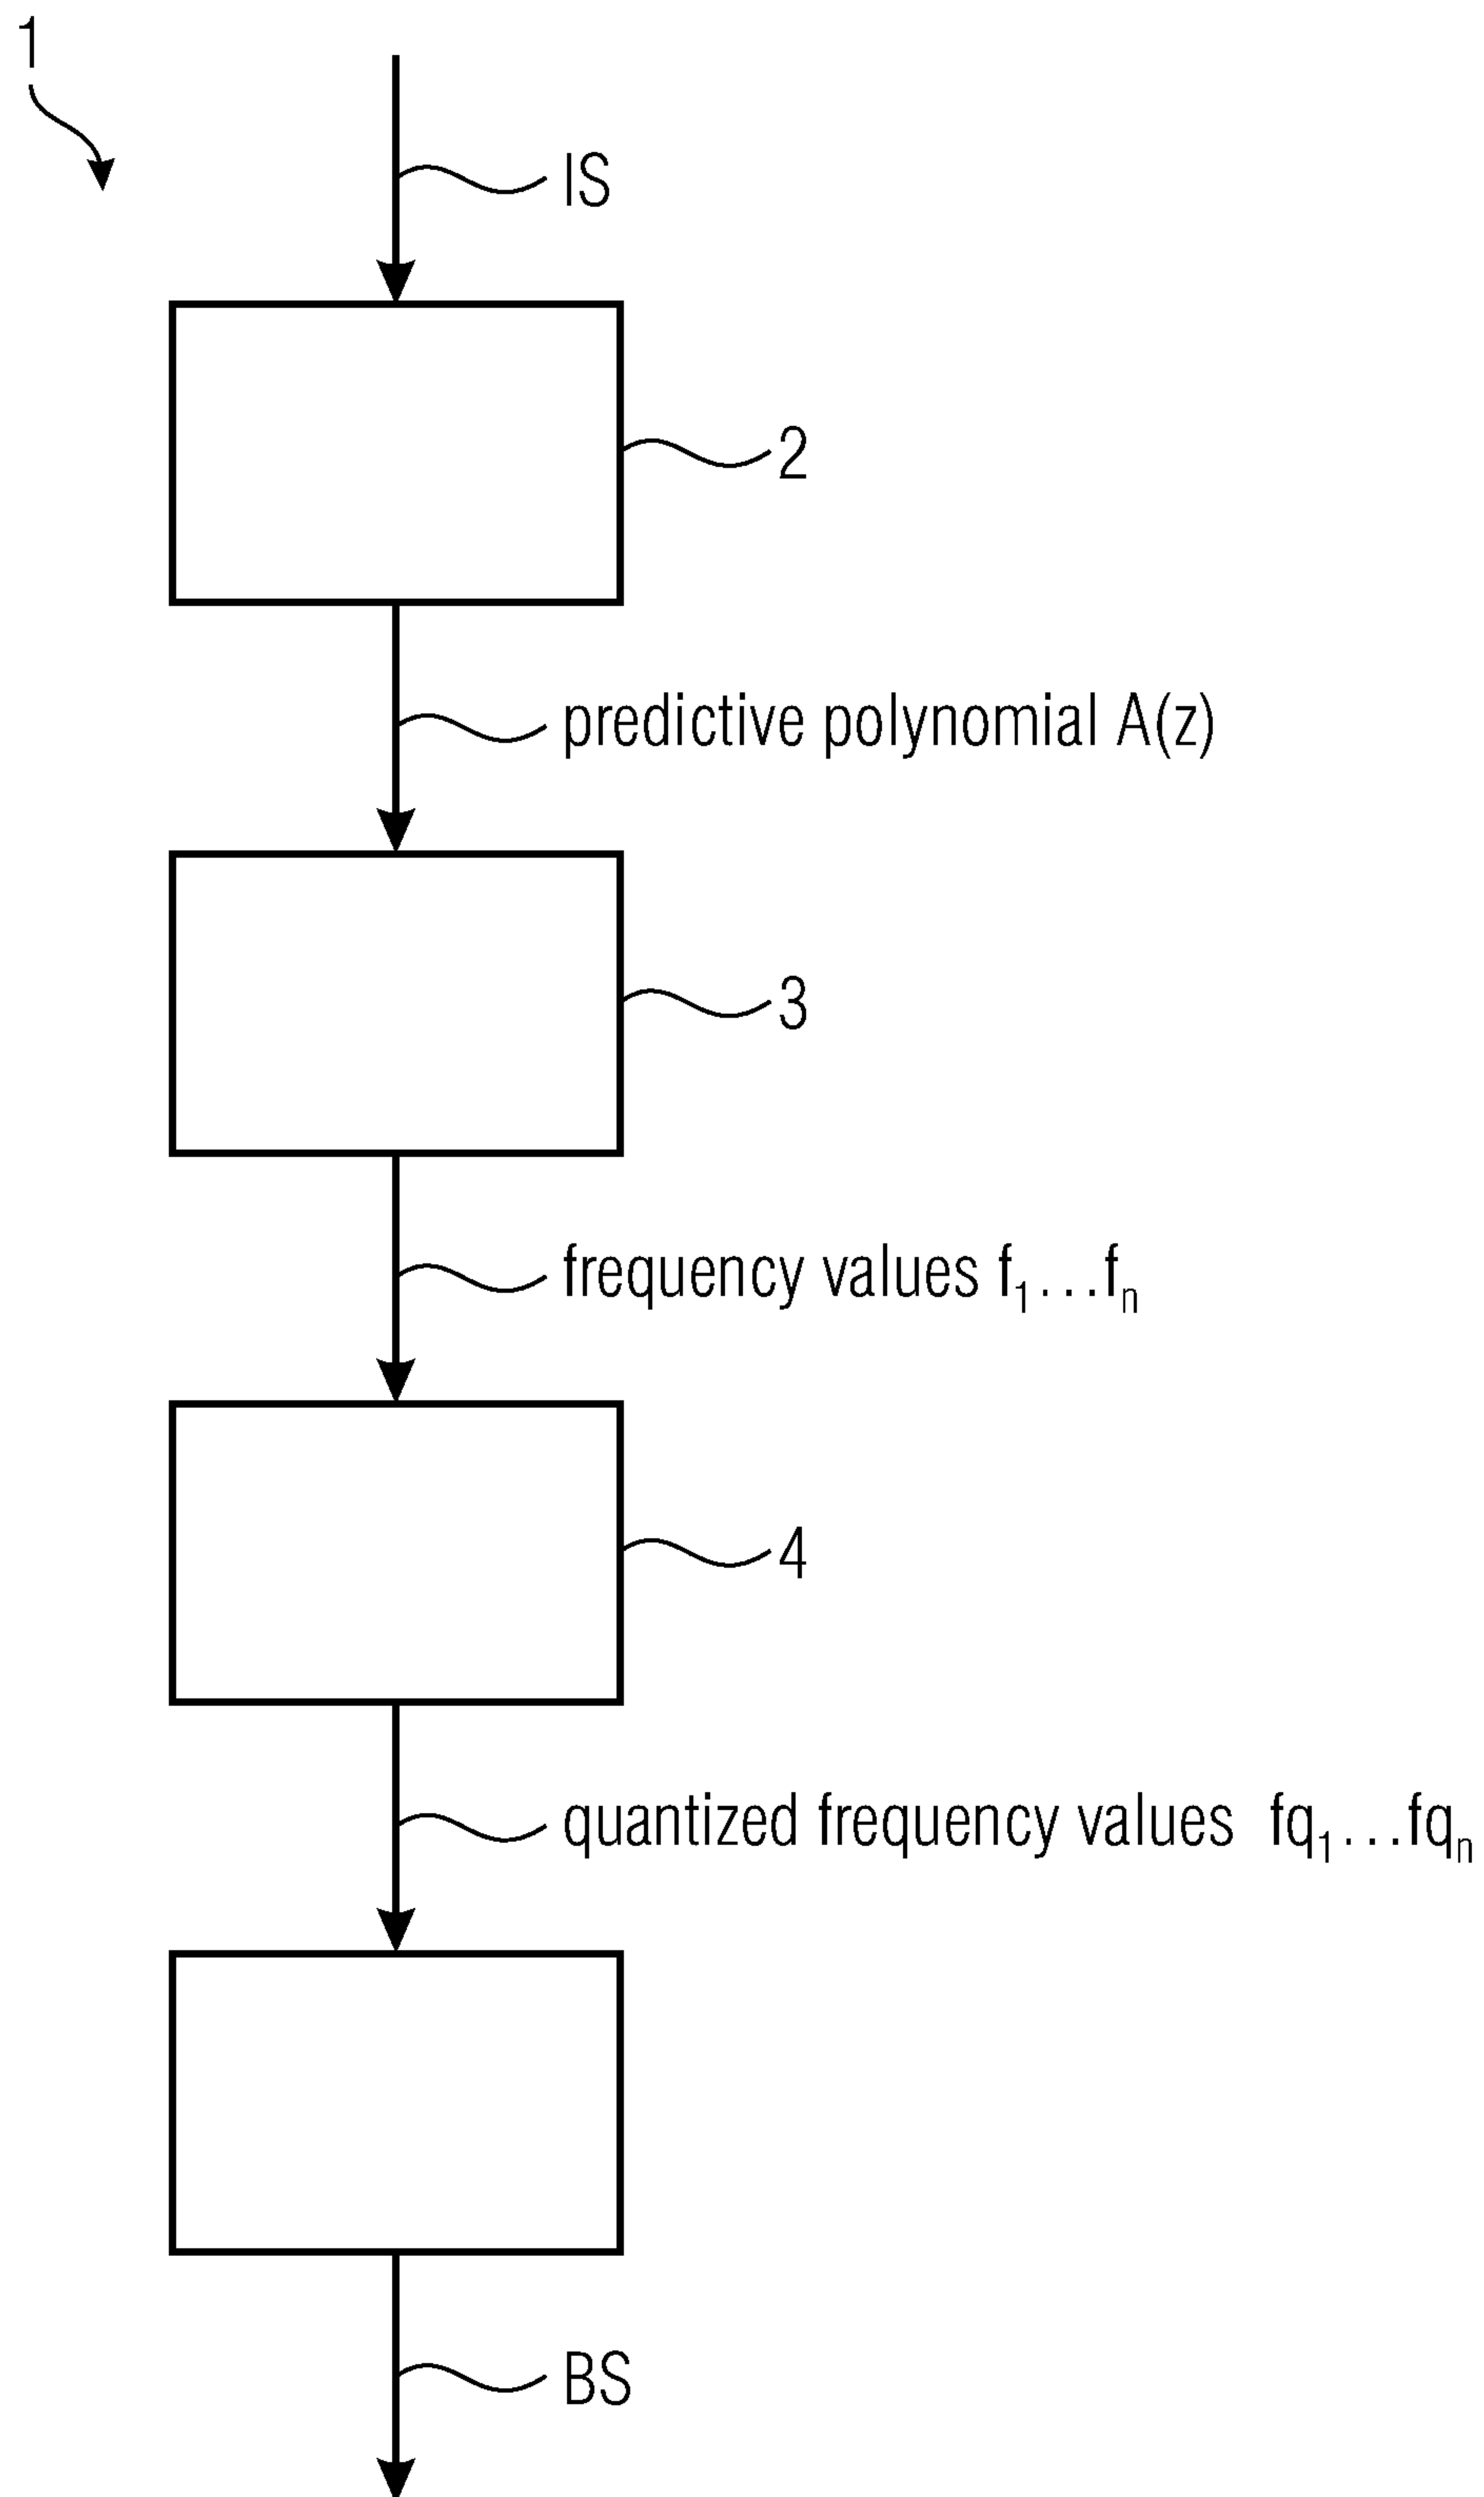 1
IS
2
predictive polynomial A(z)
3
frequency values f₁...fₙ
4
quantized frequency values fq₁...fqₙ
BS